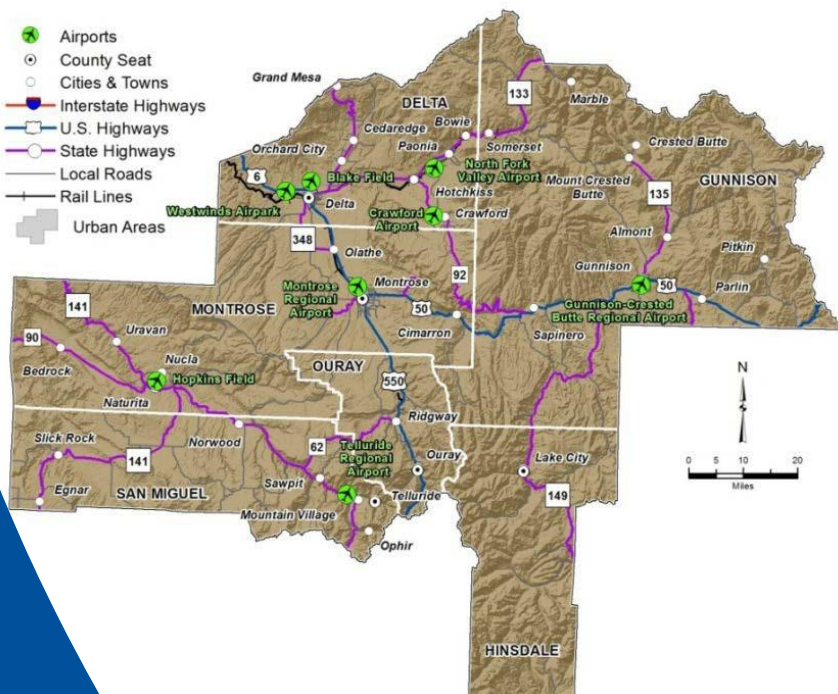 Airports
County Seat
Cities & Towns
Interstate Highways
U.S. Highways
State Highways
Local Roads
Rail Lines
Urban Areas
Grand Mesa
DELTA
133
Marble
Bowie
Cedaredge
Orchard City
Paonia
Somerset
Crested Butte
6
Blake Field
North Fork
Valley Airport
Mount Crested
Butte
GUNNISON
Westwinds Airpark
Hotchkiss
135
Delta
Crawford
Airport
Crawford
348
Olathe
Almont
Pitkin
92
Gunnison
Montrose
Regional
Airport
Montrose
50
141
MONTROSE
50
Gunnison-Crested
Butte Regional Airport
Parlin
Uravan
Cimarron
Sapinero
90
Nucla
OURAY
N
Bedrock
Hopkins Field
550
Naturita
Ridgway
Slick Rock
Norwood
62
Telluride
Regional
Airport
Ouray
Lake City
141
0 5 10 20
Miles
Egnar
SAN MIGUEL
Sawpit
149
Telluride
Mountain Village
Ophir
HINSDALE